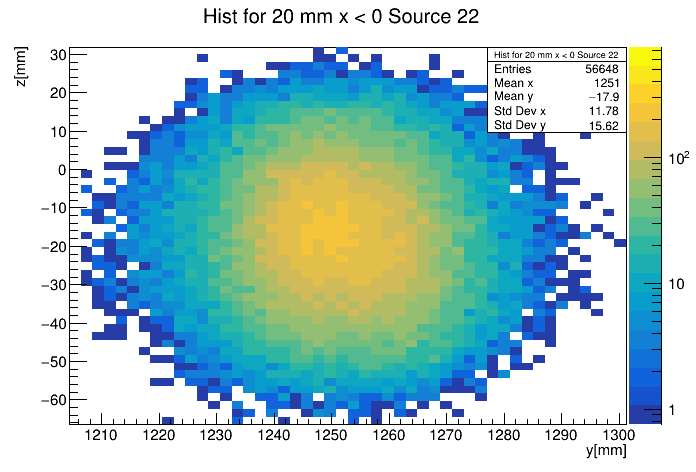 Hist for 20 mm x < 0 Source 22
z[mm]
30
20
10
0
−10
−20
−30
−40
−50
−60
Hist for 20 mm x < 0 Source 22
Entries 56648
Mean x 1251
Mean y −17.9
Std Dev x 11.78
Std Dev y 15.62
10²
10
1
1210 1220 1230 1240 1250 1260 1270 1280 1290 1300
y[mm]